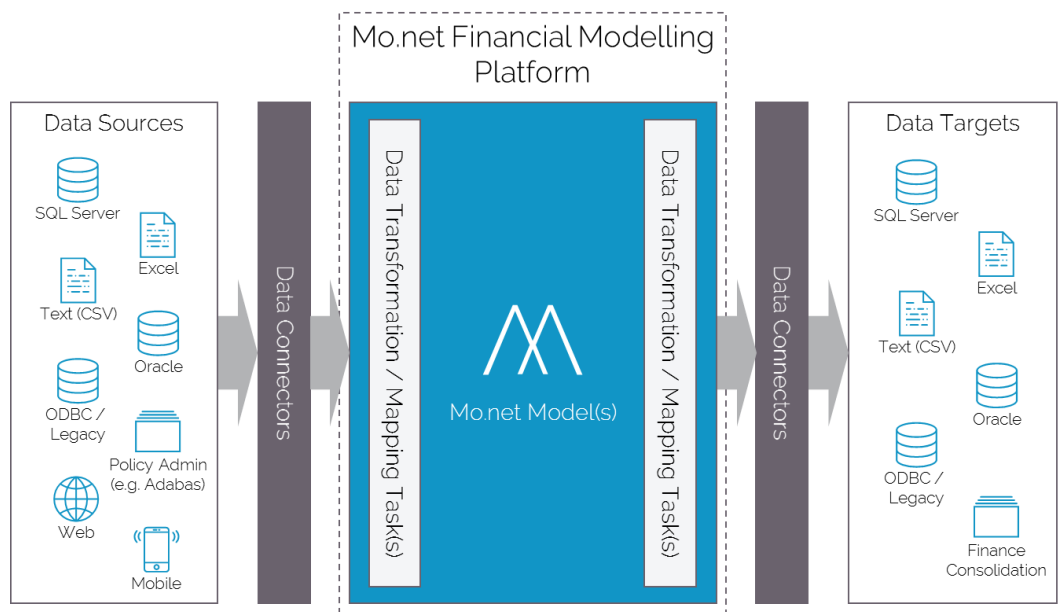 Mo.net Financial Modelling
Platform
Data Sources
SQL Server
Excel
Text (CSV)
Oracle
ODBC /
Legacy
Policy Admin
(e.g. Adabas)
Web
Mobile
Data Connectors
Data Transformation / Mapping Task(s)
Mo.net Model(s)
Data Transformation / Mapping Task(s)
Data Connectors
Data Targets
SQL Server
Excel
Text (CSV)
Oracle
ODBC /
Legacy
Finance
Consolidation